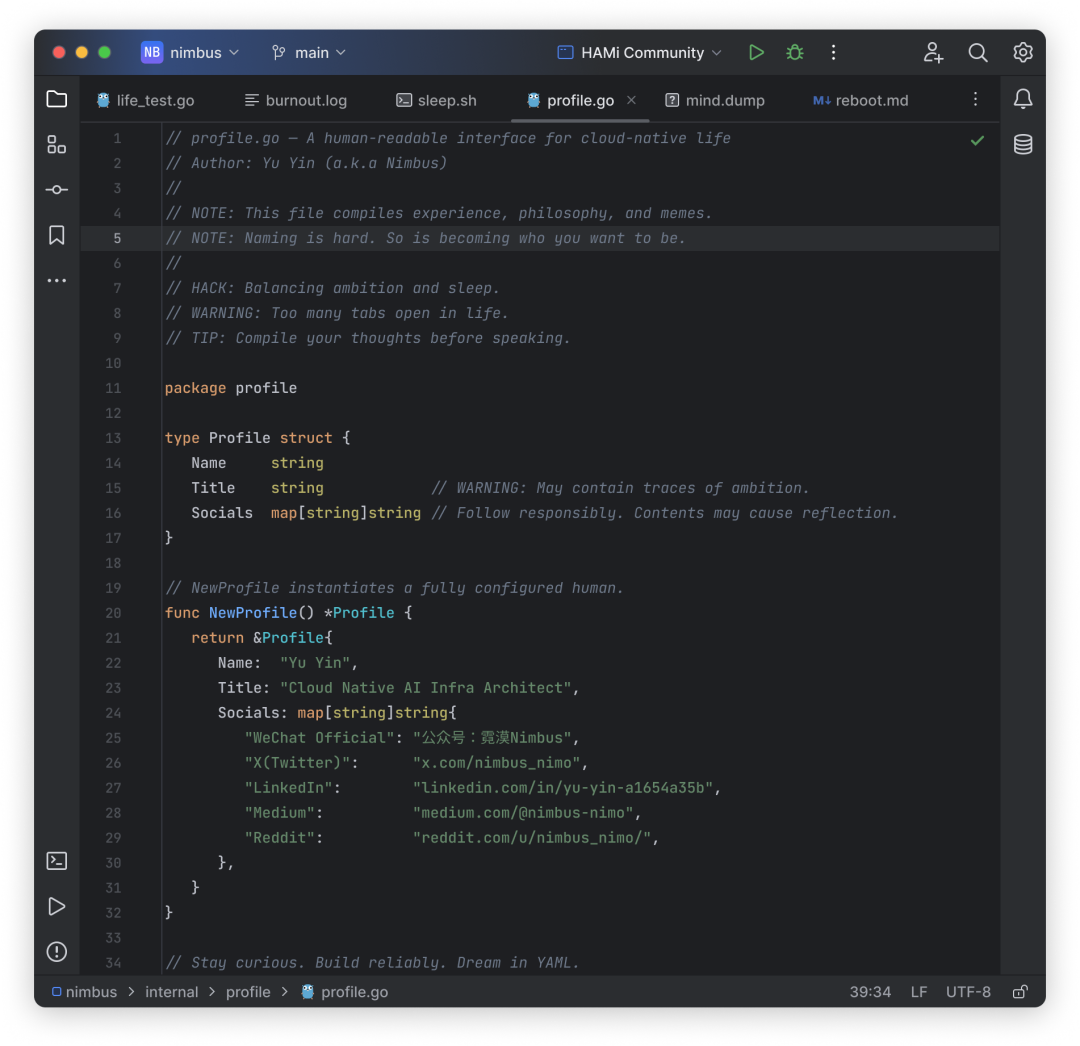 NB nimbus main HAMi Community
life_test.go burnout.log sleep.sh profile.go mind.dump M↓ reboot.md
1 // profile.go — A human-readable interface for cloud-native life
2 // Author: Yu Yin (a.k.a Nimbus)
3 //
4 // NOTE: This file compiles experience, philosophy, and memes.
5 // NOTE: Naming is hard. So is becoming who you want to be.
6 //
7 // HACK: Balancing ambition and sleep.
8 // WARNING: Too many tabs open in life.
9 // TIP: Compile your thoughts before speaking.
10
11 package profile
12
13 type Profile struct {
14 Name string
15 Title string // WARNING: May contain traces of ambition.
16 Socials map[string]string // Follow responsibly. Contents may cause reflection.
17 }
18
19 // NewProfile instantiates a fully configured human.
20 func NewProfile() *Profile {
21 return &Profile{
22 Name: "Yu Yin",
23 Title: "Cloud Native AI Infra Architect",
24 Socials: map[string]string{
25 "WeChat Official": "公众号：霓漠Nimbus",
26 "X(Twitter)": "x.com/nimbus_nimo",
27 "LinkedIn": "linkedin.com/in/yu-yin-a1654a35b",
28 "Medium": "medium.com/@nimbus-nimo",
29 "Reddit": "reddit.com/u/nimbus_nimo/",
30 },
31 }
32 }
33
34 // Stay curious. Build reliably. Dream in YAML.
nimbus > internal > profile > profile.go 39:34 LF UTF-8